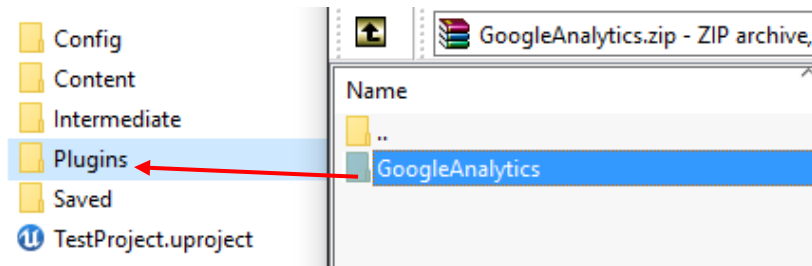 Config
Content
Intermediate
Plugins
Saved
TestProject.uproject
GoogleAnalytics.zip - ZIP archive,
Name
..
GoogleAnalytics